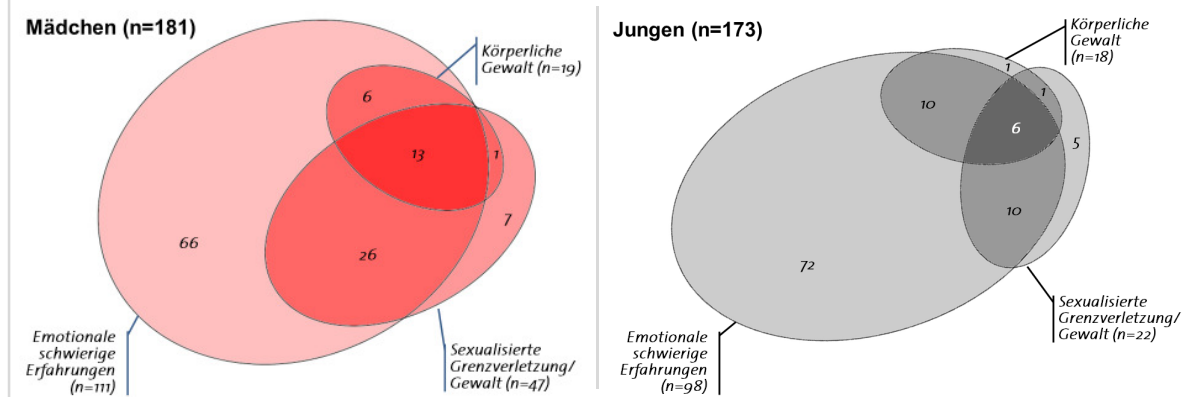 Mädchen (n=181)
Körperliche
Gewalt (n=19)
6
13
1
7
66
26
Emotionale
schwierige
Erfahrungen
(n=111)
Sexualisierte
Grenzverletzung/
Gewalt (n=47)
Jungen (n=173)
Körperliche
Gewalt
(n=18)
1
1
10
6
5
10
72
Emotionale
schwierige
Erfahrungen
(n=98)
Sexualisierte
Grenzverletzung/
Gewalt (n=22)